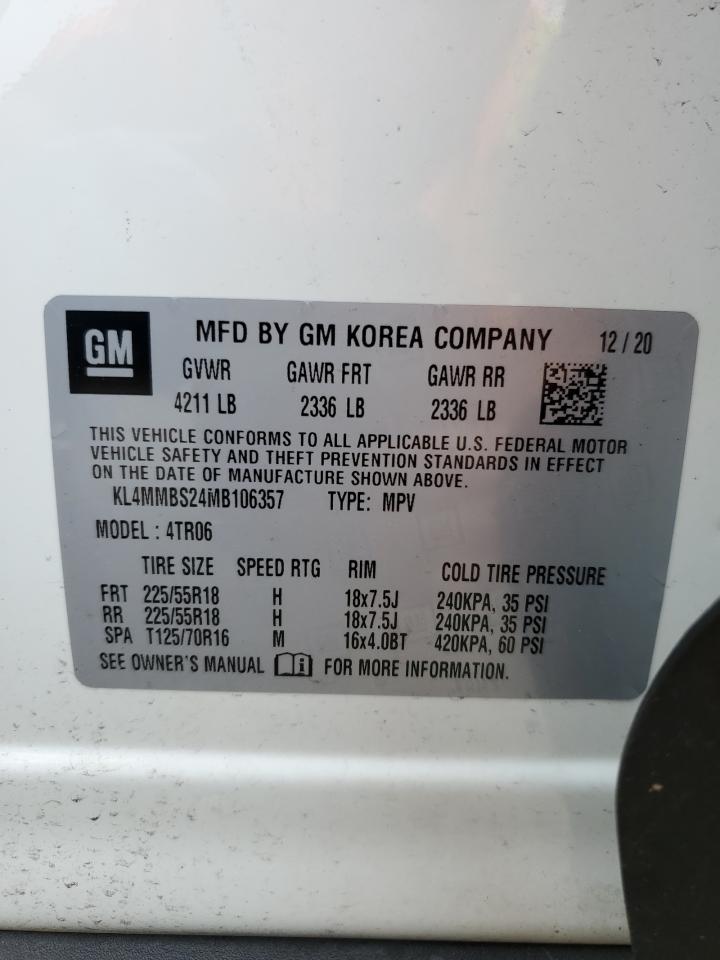 GM
MFD BY GM KOREA COMPANY 12/20
GVWR GAWR FRT GAWR RR
4211 LB 2336 LB 2336 LB
THIS VEHICLE CONFORMS TO ALL APPLICABLE U.S. FEDERAL MOTOR
VEHICLE SAFETY AND THEFT PREVENTION STANDARDS IN EFFECT
ON THE DATE OF MANUFACTURE SHOWN ABOVE.
KL4MMBS24MB106357 TYPE: MPV
MODEL : 4TR06
TIRE SIZE SPEED RTG RIM COLD TIRE PRESSURE
FRT 225/55R18 H 18x7.5J 240KPA, 35 PSI
RR 225/55R18 H 18x7.5J 240KPA, 35 PSI
SPA T125/70R16 M 16x4.0BT 420KPA, 60 PSI
SEE OWNER'S MANUAL i FOR MORE INFORMATION.